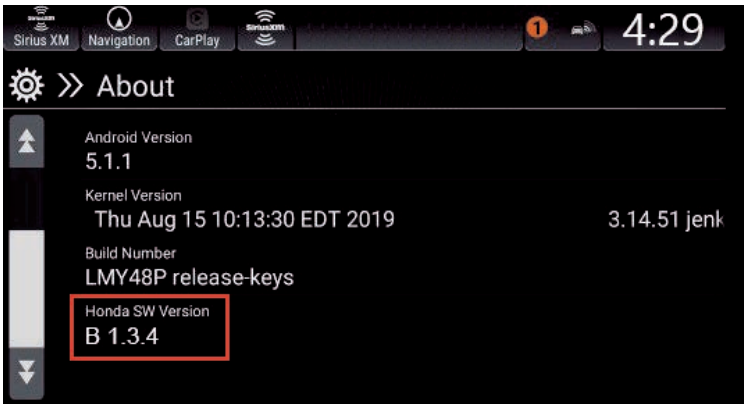 SiriusXM
SiriusXM
Sirius XM Navigation CarPlay
1
4:29
About
Android Version
5.1.1
Kernel Version
Thu Aug 15 10:13:30 EDT 2019 3.14.51 jenk
Build Number
LMY48P release-keys
Honda SW Version
B 1.3.4